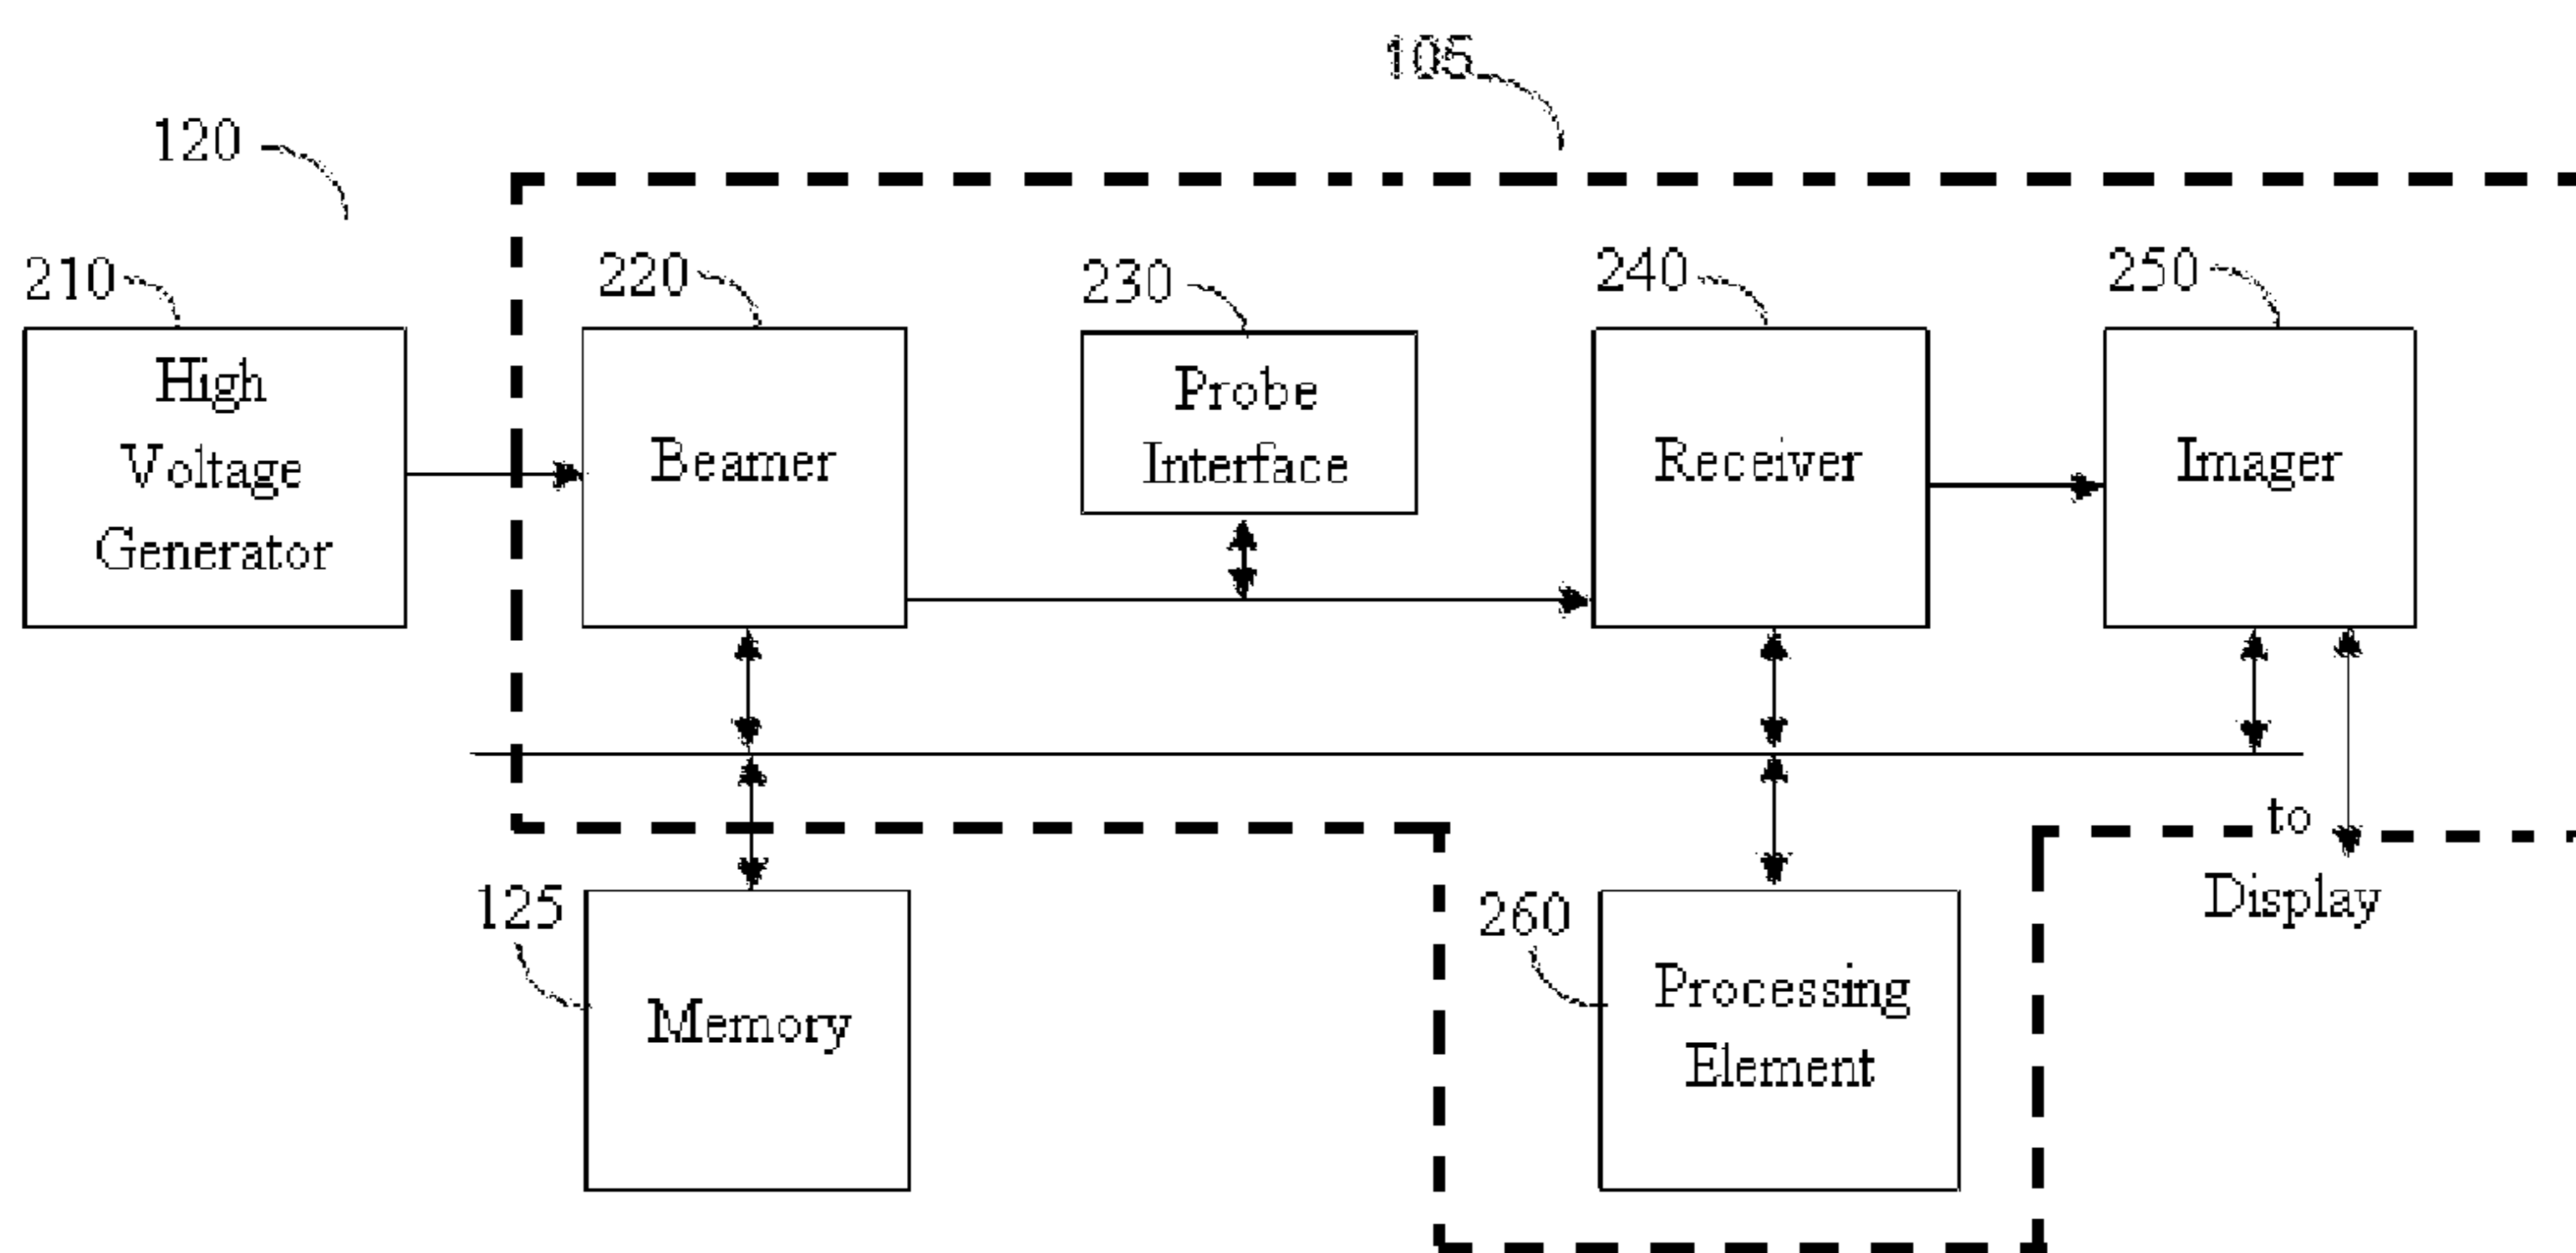 105
120
210
220
230
240
250
High
Voltage
Generator
Beamer
Probe
Interface
Receiver
Imager
to
Display
125
Memory
260
Processing
Element